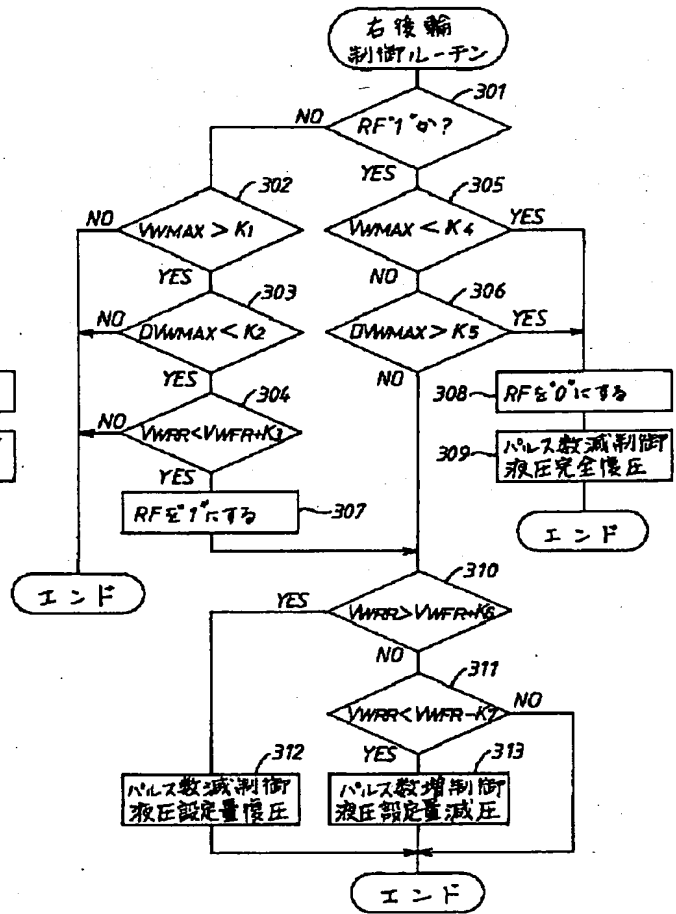 右後輪
制御ルーチン
301
RF"1"か?
NO
YES
302
VWMAX > K1
NO
YES
305
VWMAX < K4
YES
NO
303
DVWMAX < K2
NO
YES
306
DVWMAX > K5
YES
NO
304
VWRR < VWFR+K3
NO
YES
308
RFを"0"にする
309
パルス数減制御
液圧完全復圧
RFを"1"にする
307
エンド
エンド
310
YES
VWRR > VWFR+K6
NO
311
VWRR < VWFR-K7
NO
YES
312
パルス数減制御
液圧設定量復圧
313
パルス数増制御
液圧設定量減圧
エンド